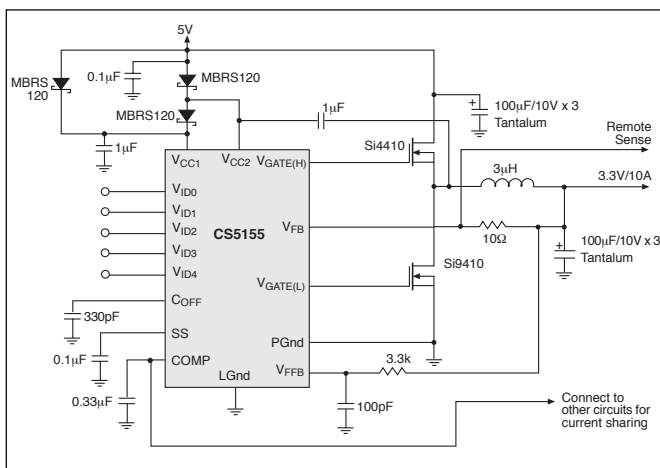 5V
MBRS
120
0.1µF
MBRS120
MBRS120
1µF
1µF
+
100µF/10V x 3
Tantalum
Remote
Sense
Si4410
3µH
3.3V/10A
VCC1
VCC2
VGATE(H)
VID0
VID1
VID2
VID3
VID4
CS5155
VFB
10Ω
+
100µF/10V x 3
Tantalum
Si9410
VGATE(L)
COFF
330pF
SS
0.1µF
COMP
0.33µF
LGnd
PGnd
VFFB
3.3k
100pF
Connect to
other circuits for
current sharing